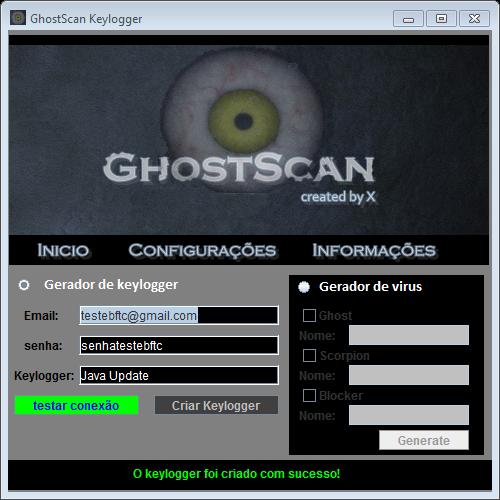 GhostScan Keylogger
GHOSTSCAN
created by X
INICIO CONFIGURAÇÕES INFORMAÇÕES
Gerador de keylogger
Email: testebftc@gmail.com
senha: senhatestebftc
Keylogger: Java Update
testar conexão Criar Keylogger
Gerador de virus
Ghost
Nome:
Scorpion
Nome:
Blocker
Nome:
Generate
O keylogger foi criado com sucesso!